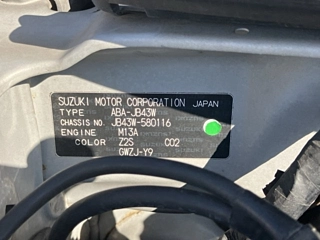 SUZUKI MOTOR CORPORATION JAPAN
TYPE ABA-JB43W
CHASSIS NO. JB43W-580116
ENGINE M13A
COLOR Z2S C02
GWZJ-Y9